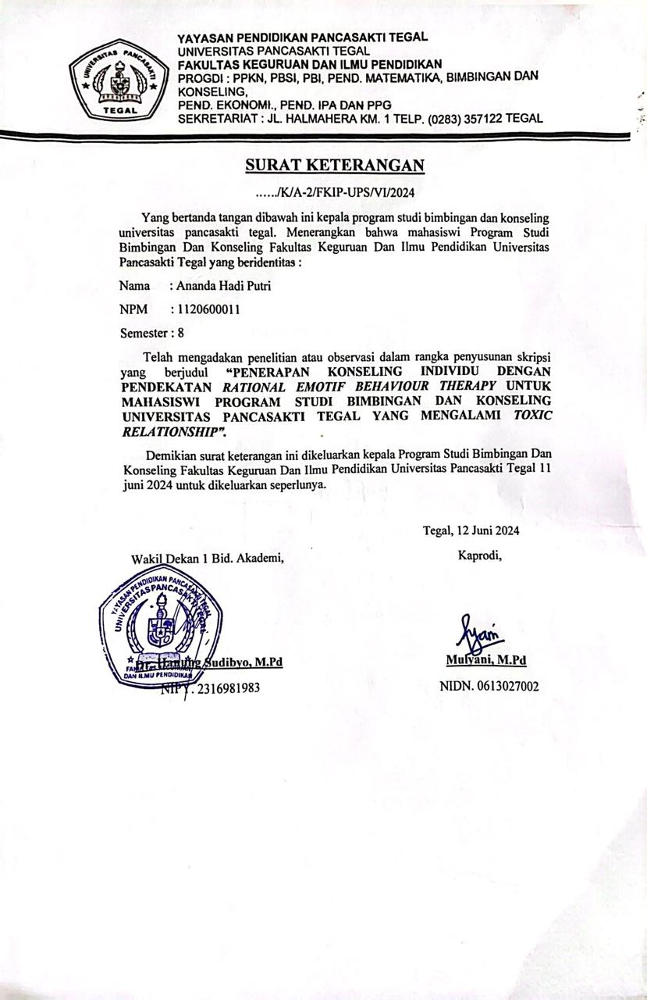 YAYASAN PENDIDIKAN PANCASAKTI TEGAL
UNIVERSITAS PANCASAKTI TEGAL
FAKULTAS KEGURUAN DAN ILMU PENDIDIKAN
PROGDI : PPKN, PBSI, PBI, PEND. MATEMATIKA, BIMBINGAN DAN
KONSELING,
PEND. EKONOMI., PEND. IPA DAN PPG
SEKRETARIAT : JL. HALMAHERA KM. 1 TELP. (0283) 357122 TEGAL
UNIVERSITAS PANCASAKTI
TEGAL
SURAT KETERANGAN
....../K/A-2/FKIP-UPS/VI/2024
Yang bertanda tangan dibawah ini kepala program studi bimbingan dan konseling
universitas pancasakti tegal. Menerangkan bahwa mahasiswi Program Studi
Bimbingan Dan Konseling Fakultas Keguruan Dan Ilmu Pendidikan Universitas
Pancasakti Tegal yang beridentitas :
Nama : Ananda Hadi Putri
NPM : 1120600011
Semester : 8
Telah mengadakan penelitian atau observasi dalam rangka penyusunan skripsi
yang berjudul “PENERAPAN KONSELING INDIVIDU DENGAN
PENDEKATAN RATIONAL EMOTIF BEHAVIOUR THERAPY UNTUK
MAHASISWI PROGRAM STUDI BIMBINGAN DAN KONSELING
UNIVERSITAS PANCASAKTI TEGAL YANG MENGALAMI TOXIC
RELATIONSHIP”.
Demikian surat keterangan ini dikeluarkan kepala Program Studi Bimbingan Dan
Konseling Fakultas Keguruan Dan Ilmu Pendidikan Universitas Pancasakti Tegal 11
juni 2024 untuk dikeluarkan seperlunya.
Tegal, 12 Juni 2024
Wakil Dekan 1 Bid. Akademi,
Kaprodi,
YAYASAN PENDIDIKAN PANCASAKTI TEGAL
UNIVERSITAS PANCASAKTI TEGAL
FAKULTAS KEGURUAN
DAN ILMU PENDIDIKAN
Dr. Hanung Sudibyo, M.Pd
Mulyani, M.Pd
NIPY. 2316981983
NIDN. 0613027002